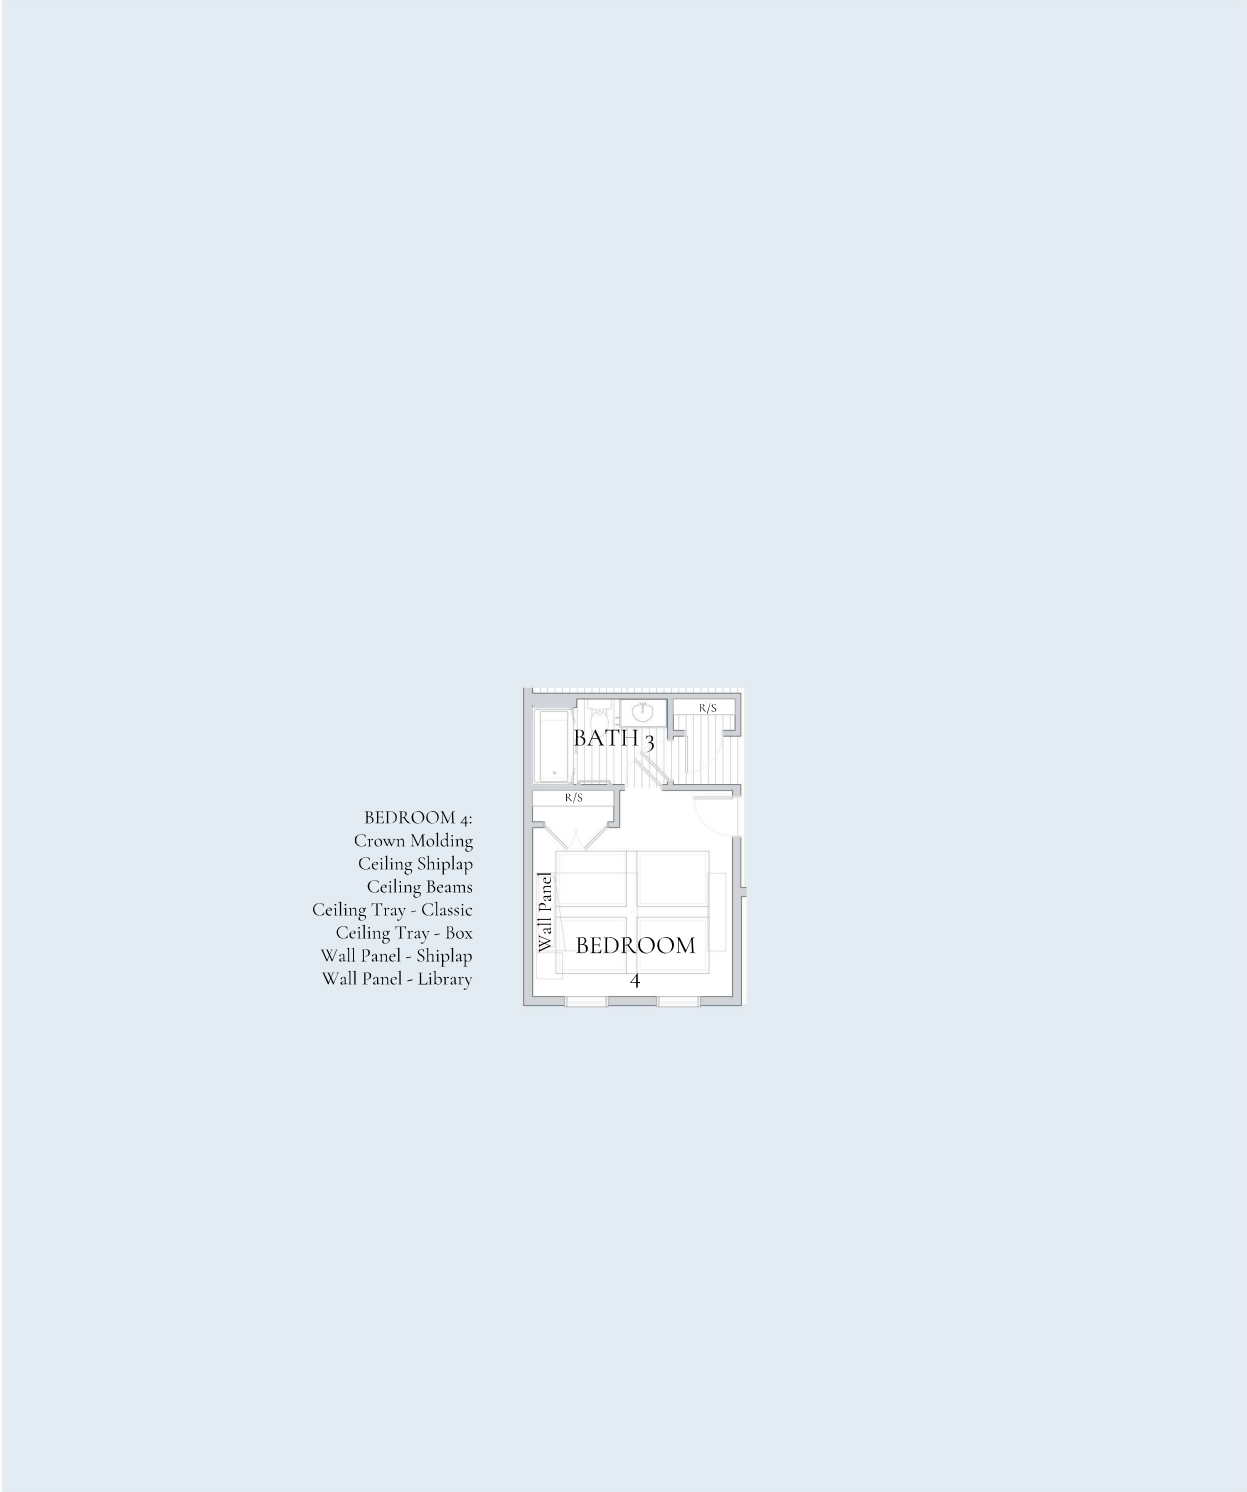 R/S
BATH 3
R/S
BEDROOM 4:
Crown Molding
Ceiling Shiplap
Ceiling Beams
Ceiling Tray - Classic
Ceiling Tray - Box
Wall Panel - Shiplap
Wall Panel - Library
Wall Panel
BEDROOM
4